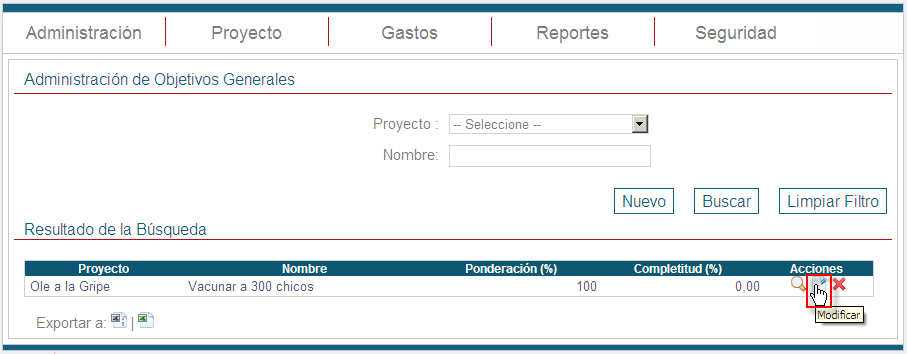 Administración Proyecto Gastos Reportes Seguridad
Administración de Objetivos Generales
Proyecto : -- Seleccione --
Nombre:
Nuevo Buscar Limpiar Filtro
Resultado de la Búsqueda
Proyecto Nombre Ponderación (%) Completitud (%) Acciones
Ole a la Gripe Vacunar a 300 chicos 100 0,00
Modificar
Exportar a: |